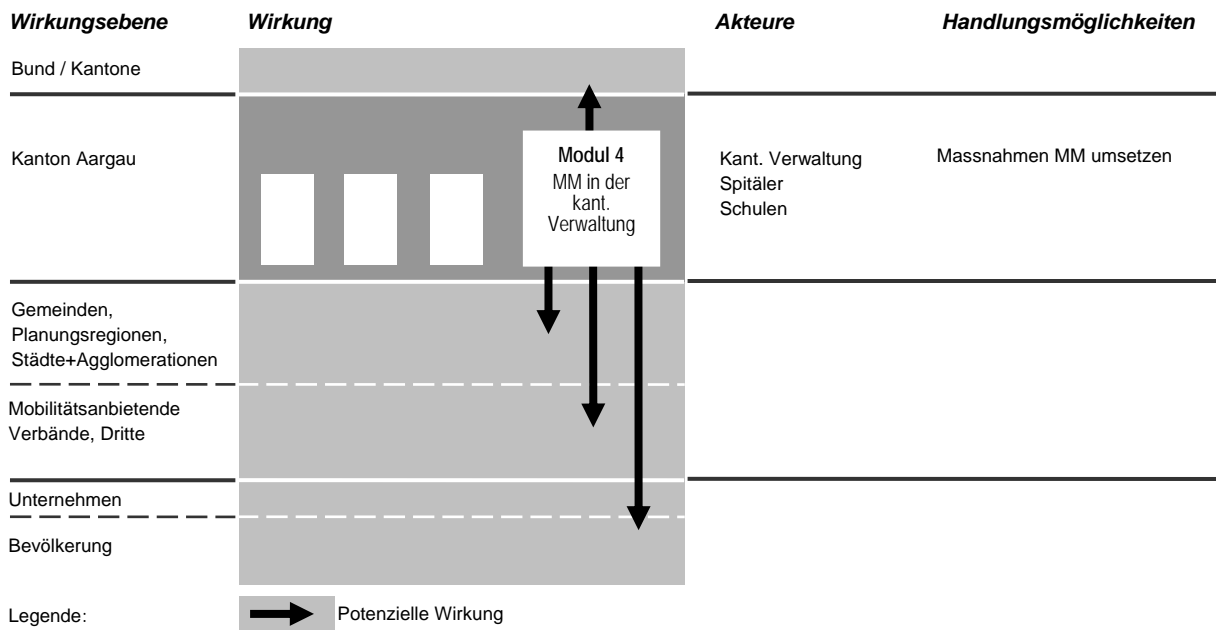 Wirkungsebene
Wirkung
Akteure
Handlungsmöglichkeiten
Bund / Kantone
Kanton Aargau
Modul 4
MM in der
kant.
Verwaltung
Kant. Verwaltung
Spitäler
Schulen
Massnahmen MM umsetzen
Gemeinden,
Planungsregionen,
Städte+Agglomerationen
Mobilitätsanbietende
Verbände, Dritte
Unternehmen
Bevölkerung
Legende:
Potenzielle Wirkung